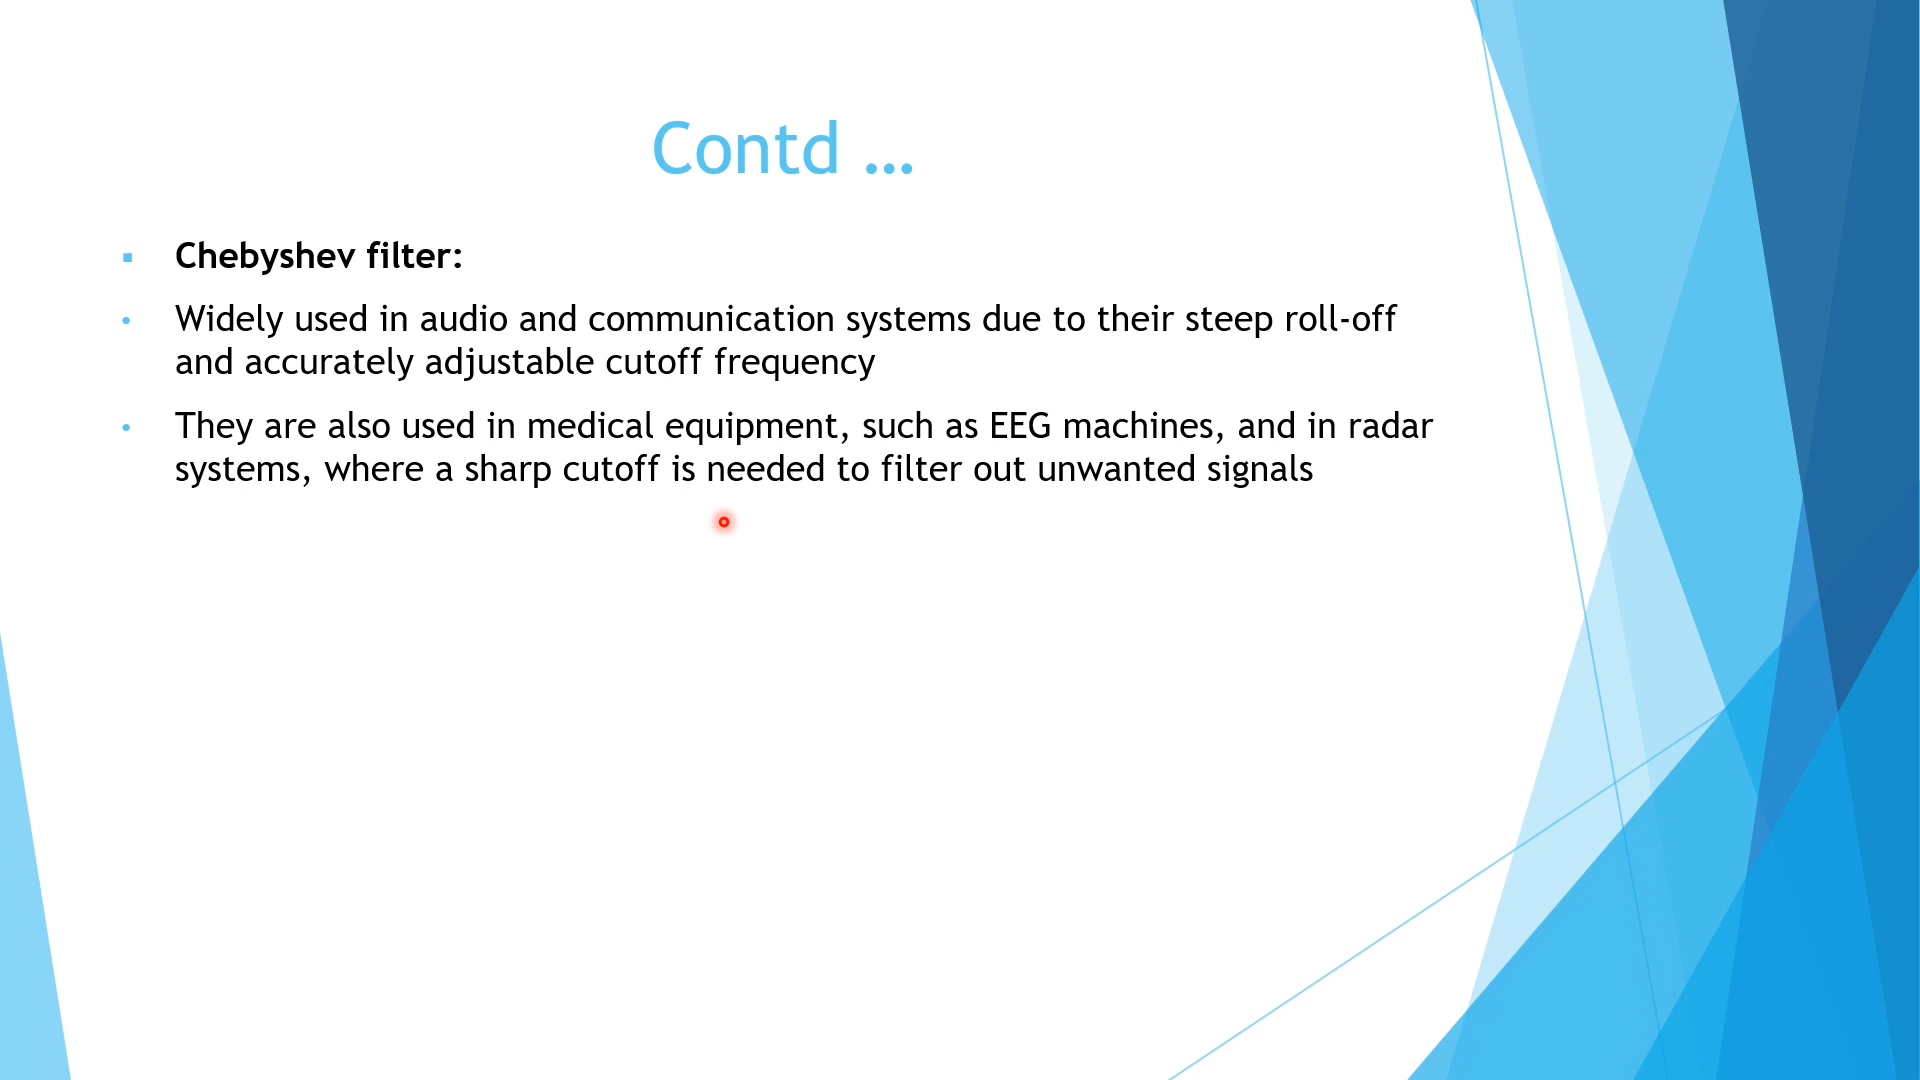 Contd …
Chebyshev filter:
Widely used in audio and communication systems due to their steep roll-off
and accurately adjustable cutoff frequency
They are also used in medical equipment, such as EEG machines, and in radar
systems, where a sharp cutoff is needed to filter out unwanted signals